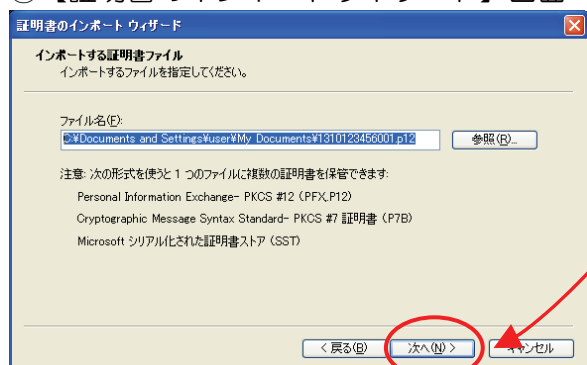 証明書のインポート ウィザード
インポートする証明書ファイル
インポートするファイルを指定してください。
ファイル名(F):
C:¥Documents and Settings¥user¥My Documents¥1310123456001.p12
参照(R)...
注意: 次の形式を使うと 1 つのファイルに複数の証明書を保管できます:
Personal Information Exchange- PKCS #12 (PFX,P12)
Cryptographic Message Syntax Standard- PKCS #7 証明書 (P7B)
Microsoft シリアル化された証明書ストア (SST)
< 戻る(B) 次へ(N) > キャンセル